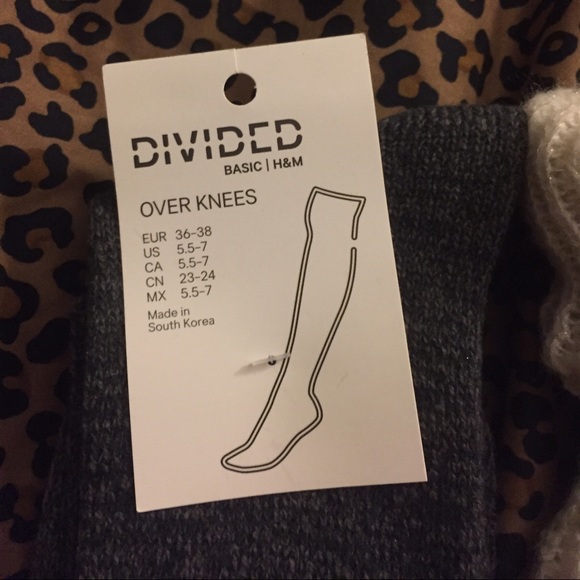 DIVIDED
BASIC | H&M
OVER KNEES
EUR 36-38
US 5.5-7
CA 5.5-7
CN 23-24
MX 5.5-7
Made in
South Korea